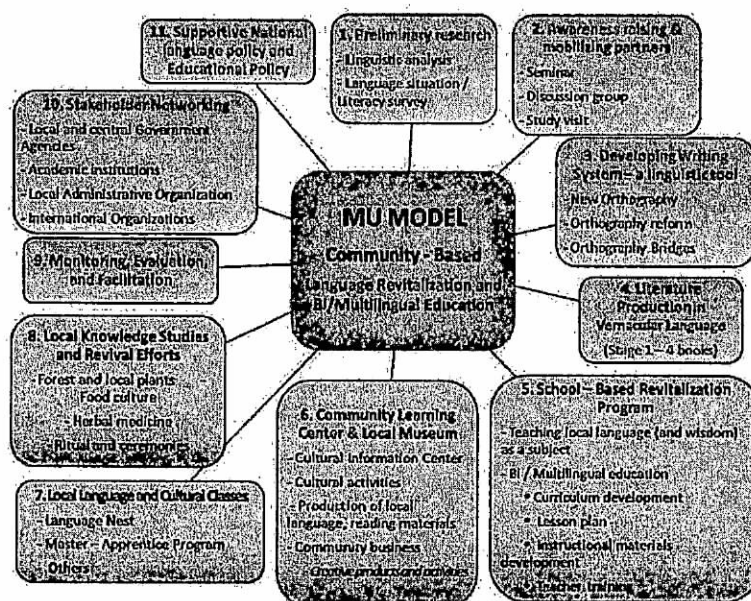 11. Supportive National
language policy and
Educational Policy
1. Preliminary research
- Linguistic analysis
- Language situation /
Literacy survey
2. Awareness raising &
mobilizing partners
- Seminar
- Discussion group
- Study visit
10. Stakeholder Networking
- Local and central Government
Agencies
- Academic institutions
- Local Administrative Organization
- International Organizations
3. Developing Writing
System – a linguistic tool
- New Orthography
- Orthography reform
- Orthography Bridges
MU MODEL
Community - Based
Language Revitalization and
Bi/Multilingual Education
9. Monitoring, Evaluation
and Facilitation
4. Literature
Production in
Vernacular Language
(Stage 1 – 4 books)
8. Local Knowledge Studies
and Revival Efforts
- Forest and local plants
Food culture
- Herbal medicine
- Ritual and ceremonies
5. School – Based Revitalization
Program
- Teaching local language (and wisdom)
as a subject
- Bi / Multilingual education
* Curriculum development
* Lesson plan
* Instructional materials
development
* teacher training
6. Community Learning
Center & Local Museum
- Cultural Information Center
- Cultural activities
- Production of local
language, reading materials
- Community business
- Creative products and activities
7. Local Language and Cultural Classes
- Language Nest
- Master – Apprentice Program
Others